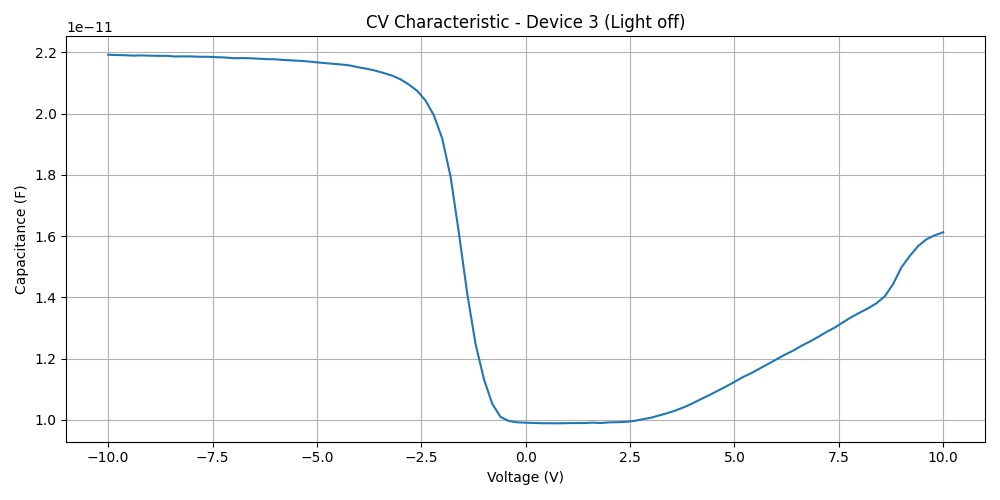 CV Characteristic - Device 3 (Light off)
1e−11
2.2
2.0
1.8
1.6
1.4
1.2
1.0
Capacitance (F)
−10.0 −7.5 −5.0 −2.5 0.0 2.5 5.0 7.5 10.0
Voltage (V)